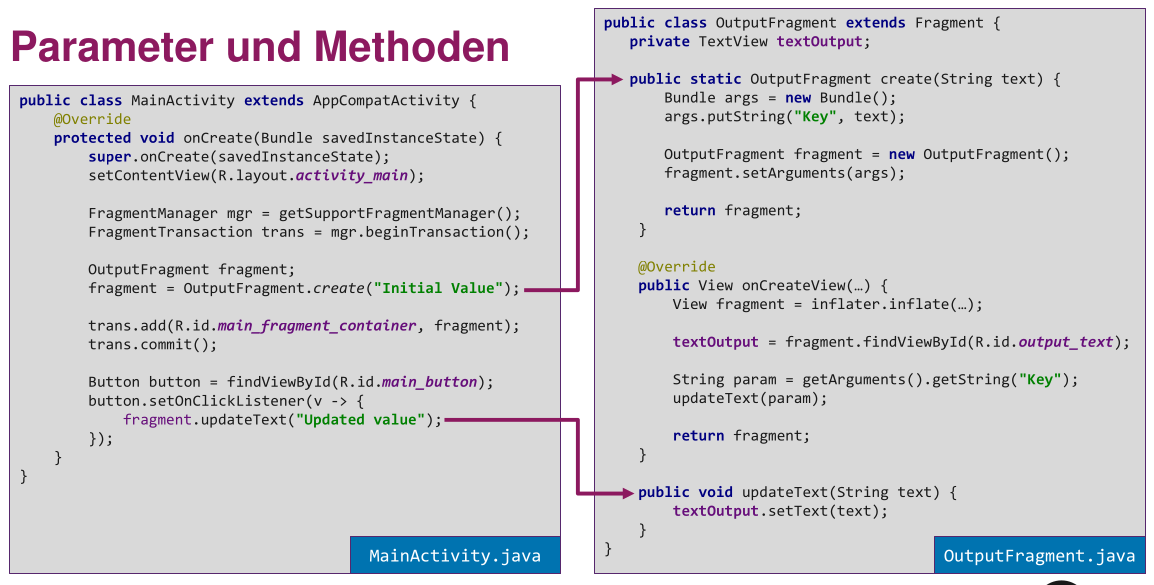 Parameter und Methoden
public class MainActivity extends AppCompatActivity {
@Override
protected void onCreate(Bundle savedInstanceState) {
super.onCreate(savedInstanceState);
setContentView(R.layout.activity_main);
FragmentManager mgr = getSupportFragmentManager();
FragmentTransaction trans = mgr.beginTransaction();
OutputFragment fragment;
fragment = OutputFragment.create("Initial Value");
trans.add(R.id.main_fragment_container, fragment);
trans.commit();
Button button = findViewById(R.id.main_button);
button.setOnClickListener(v -> {
fragment.updateText("Updated value");
});
}
}
MainActivity.java
public class OutputFragment extends Fragment {
private TextView textOutput;
public static OutputFragment create(String text) {
Bundle args = new Bundle();
args.putString("Key", text);
OutputFragment fragment = new OutputFragment();
fragment.setArguments(args);
return fragment;
}
@Override
public View onCreateView(…) {
View fragment = inflater.inflate(…);
textOutput = fragment.findViewById(R.id.output_text);
String param = getArguments().getString("Key");
updateText(param);
return fragment;
}
public void updateText(String text) {
textOutput.setText(text);
}
}
OutputFragment.java